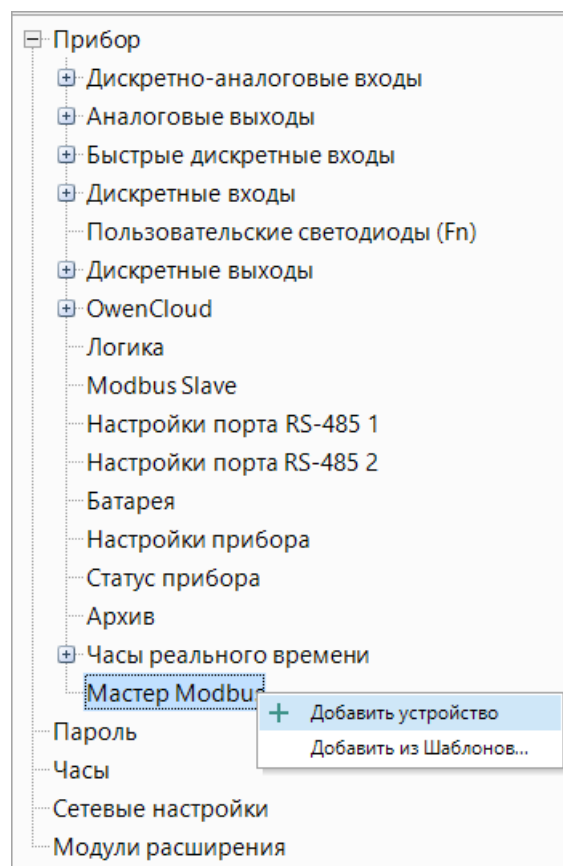 Прибор
Дискретно-аналоговые входы
Аналоговые выходы
Быстрые дискретные входы
Дискретные входы
Пользовательские светодиоды (Fn)
Дискретные выходы
OwenCloud
Логика
Modbus Slave
Настройки порта RS-485 1
Настройки порта RS-485 2
Батарея
Настройки прибора
Статус прибора
Архив
Часы реального времени
Мастер Modbus
Добавить устройство
Пароль
Добавить из Шаблонов...
Часы
Сетевые настройки
Модули расширения